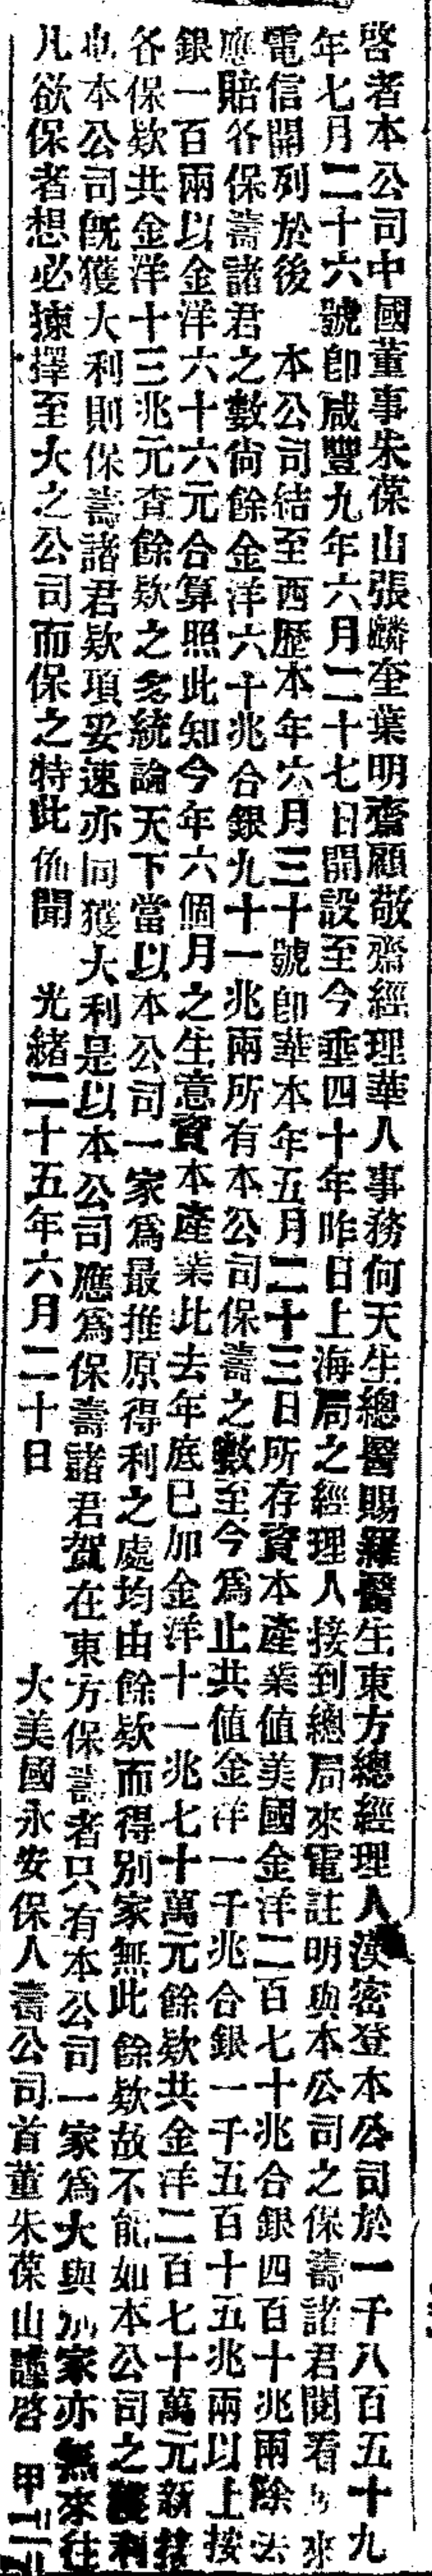 啓者本公司中國董事朱葆山張麟奎葉明齋顧敬齋經理華人事務何天生總醫賜羅醫生東方總經理人漢密登本公司於一千八百五十九
年七月二十六號卽咸豐九年六月二十七日開設至今垂四十年昨日上海局之經理人接到總局來電註明與本公司之保壽諸君閱看 來
電信開列於後　本公司結至西歷本年六月三十號卽華本年五月二十三日所存資本產業值美國金洋二百七十兆合銀四百十兆兩除去
應賠各保壽諸君之數尙餘金洋六十兆合銀九十一兆兩所有本公司保壽之數至今爲止共值金洋一千兆合銀一千五百十五兆兩以上按
銀一百兩以金洋六十六元合算照此知今年六個月之生意資本產業比去年底已加金洋十一兆七十萬元餘欵共金洋二百七十萬元新接
各保欵共金洋十三兆元查餘欵之多統論天下當以本公司一家爲最推原得利之處均由餘欵而得別家無此餘欵故不能如本公司之獲利
也本公司旣獲大利則保壽諸君欵項妥速亦同獲大利是以本公司應爲保壽諸君賀在東方保壽者只有本公司一家爲大與別家亦無來往
凡欲保者想必揀擇至大之公司而保之特此佈聞　光緒二十五年六月二十日　大美國永安保人壽公司首董朱葆山謹啓　甲